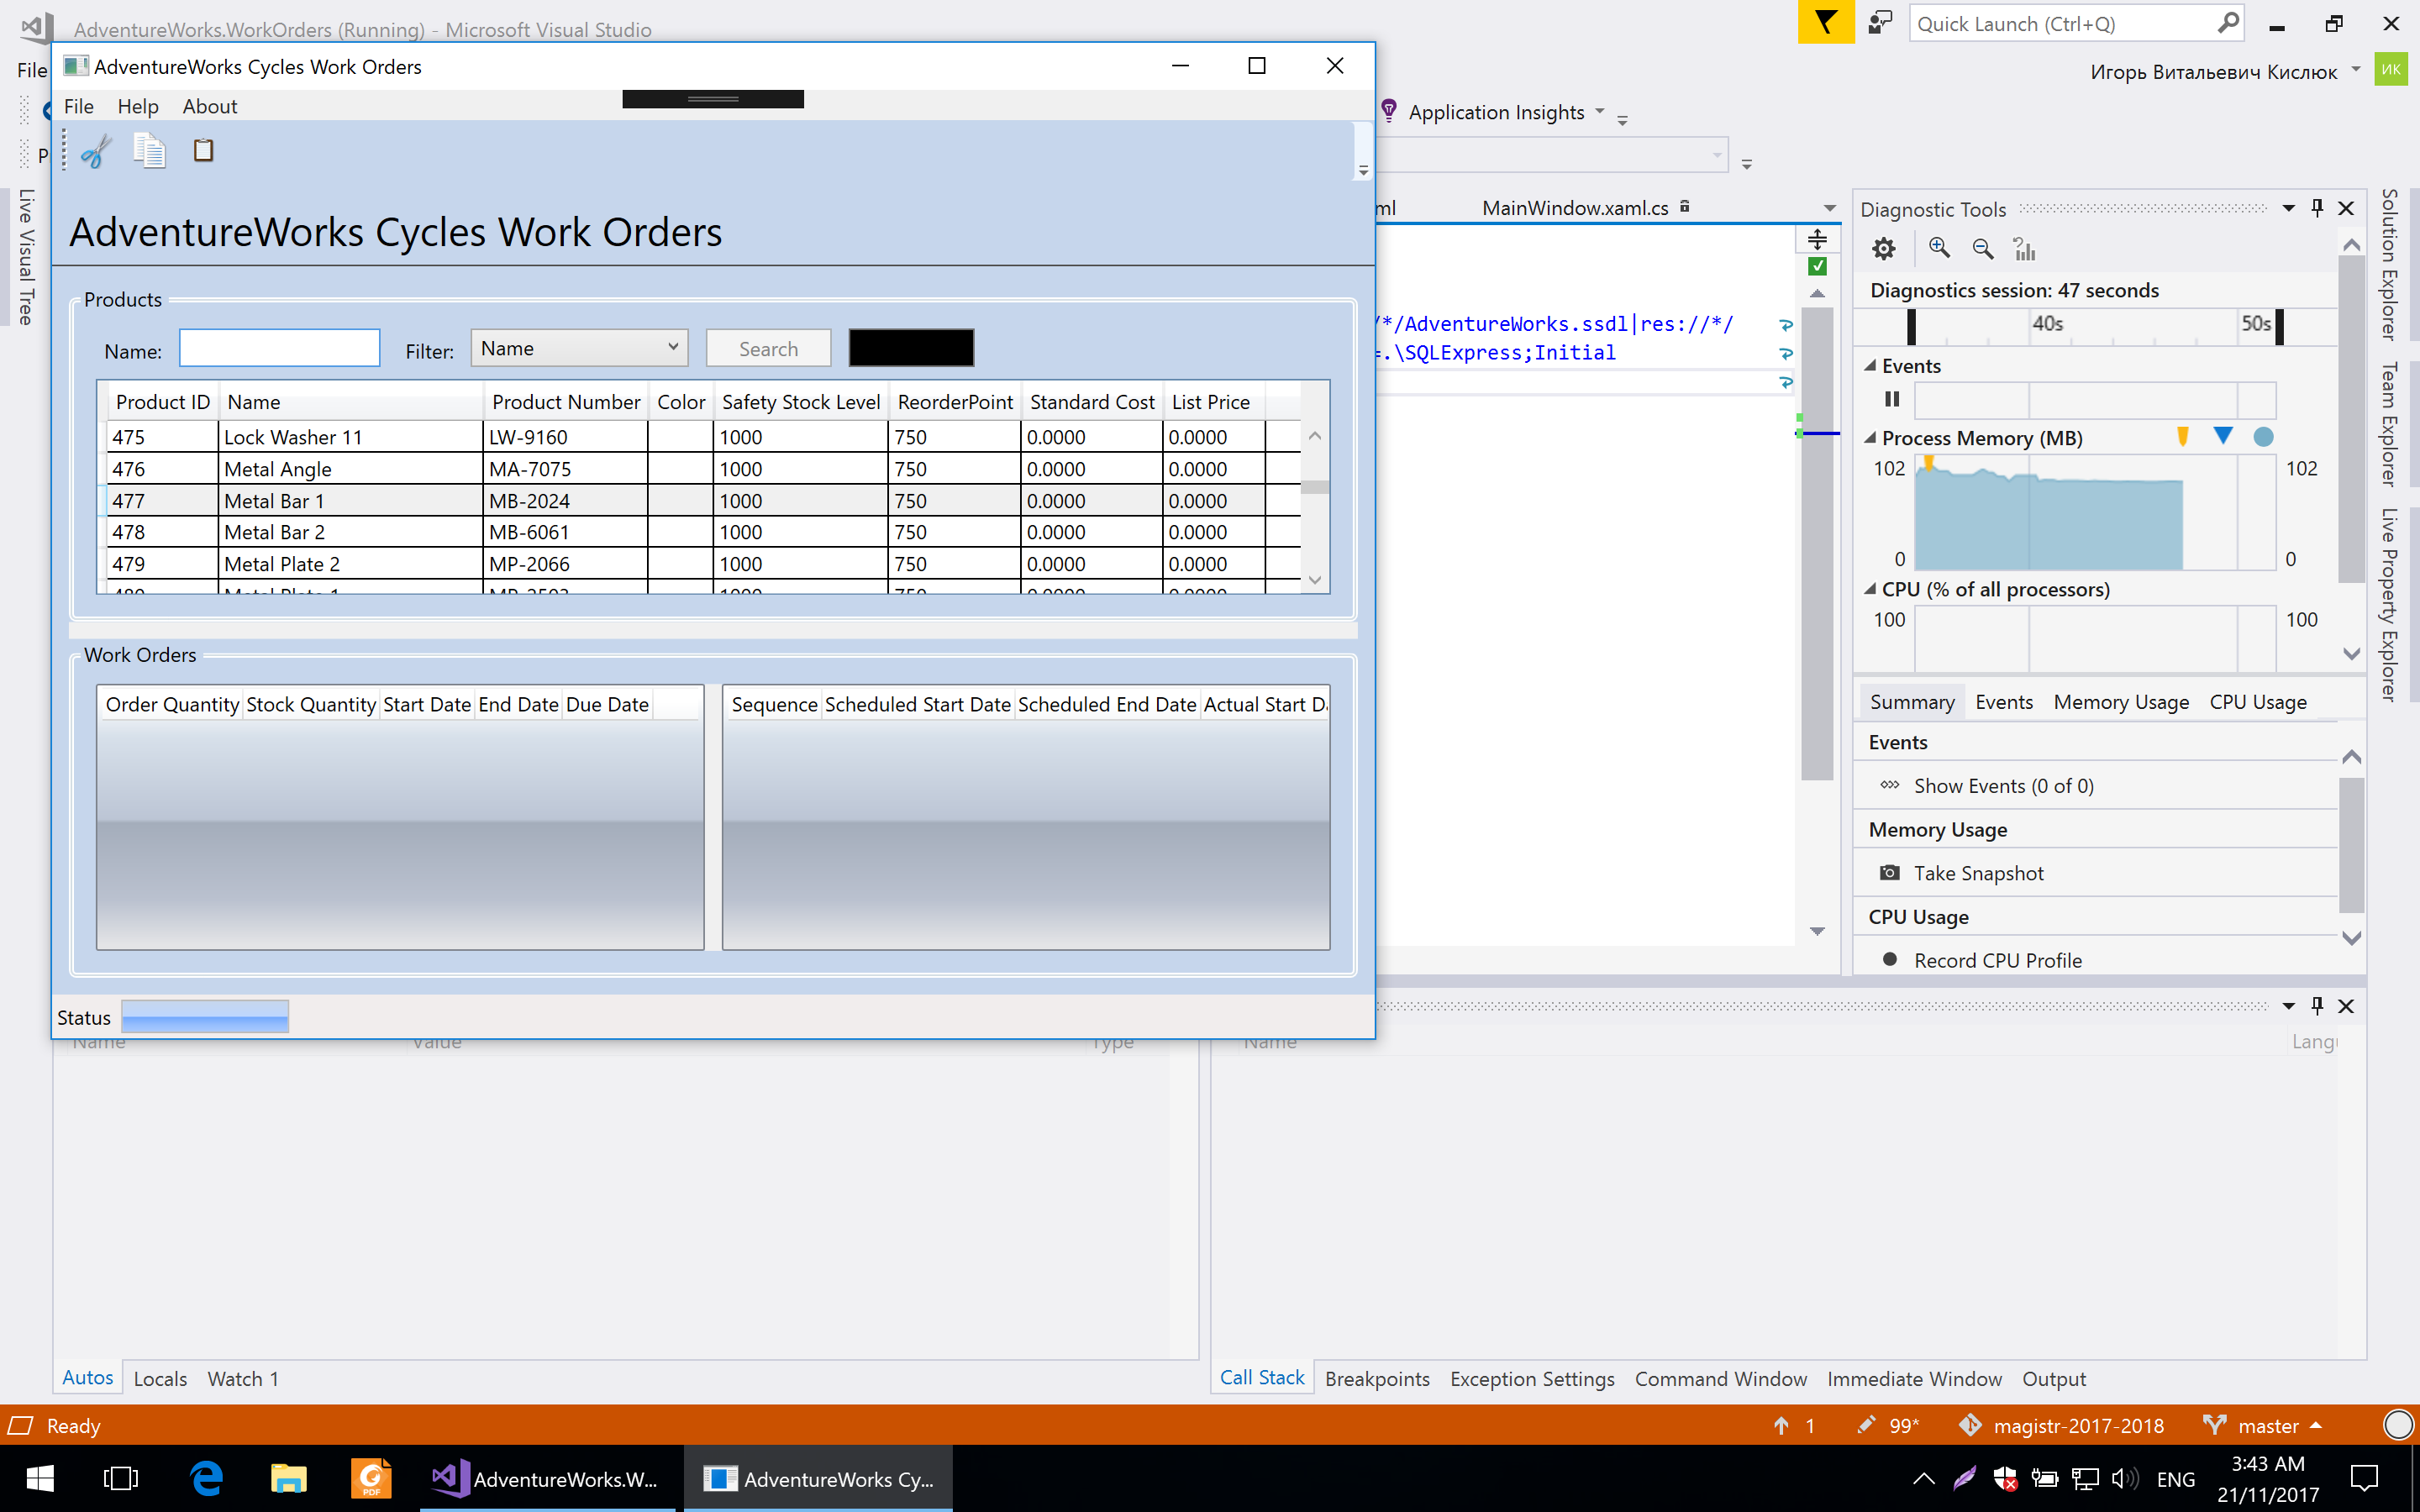 AdventureWorks.WorkOrders (Running) - Microsoft Visual Studio
Quick Launch (Ctrl+Q)
File
Игорь Витальевич Кислюк
ИК
AdventureWorks Cycles Work Orders
File Help About
Application Insights
P
Live Visual Tree
AdventureWorks Cycles Work Orders
Products
Name: Filter: Name Search
Product ID Name Product Number Color Safety Stock Level ReorderPoint Standard Cost List Price
475 Lock Washer 11 LW-9160 1000 750 0.0000 0.0000
476 Metal Angle MA-7075 1000 750 0.0000 0.0000
477 Metal Bar 1 MB-2024 1000 750 0.0000 0.0000
478 Metal Bar 2 MB-6061 1000 750 0.0000 0.0000
479 Metal Plate 2 MP-2066 1000 750 0.0000 0.0000
Work Orders
Order Quantity Stock Quantity Start Date End Date Due Date
Sequence Scheduled Start Date Scheduled End Date Actual Start Da
Status
ml MainWindow.xaml.cs
/*/AdventureWorks.ssdl|res://*/
=.\SQLExpress;Initial
Diagnostic Tools
Diagnostics session: 47 seconds
40s 50s
Events
Process Memory (MB)
102 102
0 0
CPU (% of all processors)
100 100
Summary Events Memory Usage CPU Usage
Events
Show Events (0 of 0)
Memory Usage
Take Snapshot
CPU Usage
Record CPU Profile
Solution Explorer
Team Explorer
Live Property Explorer
Name Value Type
Name Langu
Autos Locals Watch 1
Call Stack Breakpoints Exception Settings Command Window Immediate Window Output
Ready
1 99* magistr-2017-2018 master
PDF
AdventureWorks.W...
AdventureWorks Cy...
ENG
3:43 AM
21/11/2017